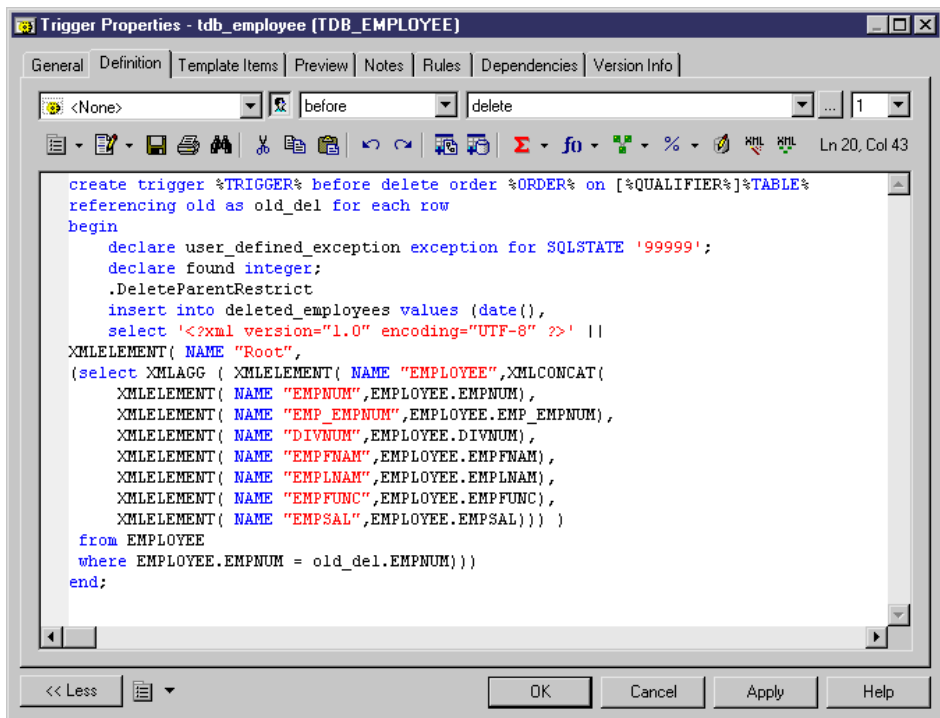 Trigger Properties - tdb_employee (TDB_EMPLOYEE)
General Definition Template Items Preview Notes Rules Dependencies Version Info
<None> before delete ... 1
Σ f() % XML XML Ln 20, Col 43
create trigger %TRIGGER% before delete order %ORDER% on [%QUALIFIER%]%TABLE%
referencing old as old_del for each row
begin
declare user_defined_exception exception for SQLSTATE '99999';
declare found integer;
.DeleteParentRestrict
insert into deleted_employees values (date(),
select '<?xml version="1.0" encoding="UTF-8" ?>' ||
XMLELEMENT( NAME "Root",
(select XMLAGG ( XMLELEMENT( NAME "EMPLOYEE",XMLCONCAT(
XMLELEMENT( NAME "EMPNUM",EMPLOYEE.EMPNUM),
XMLELEMENT( NAME "EMP_EMPNUM",EMPLOYEE.EMP_EMPNUM),
XMLELEMENT( NAME "DIVNUM",EMPLOYEE.DIVNUM),
XMLELEMENT( NAME "EMPFNAM",EMPLOYEE.EMPFNAM),
XMLELEMENT( NAME "EMPLNAM",EMPLOYEE.EMPLNAM),
XMLELEMENT( NAME "EMPFUNC",EMPLOYEE.EMPFUNC),
XMLELEMENT( NAME "EMPSAL",EMPLOYEE.EMPSAL))) )
from EMPLOYEE
where EMPLOYEE.EMPNUM = old_del.EMPNUM)))
end;
<< Less OK Cancel Apply Help